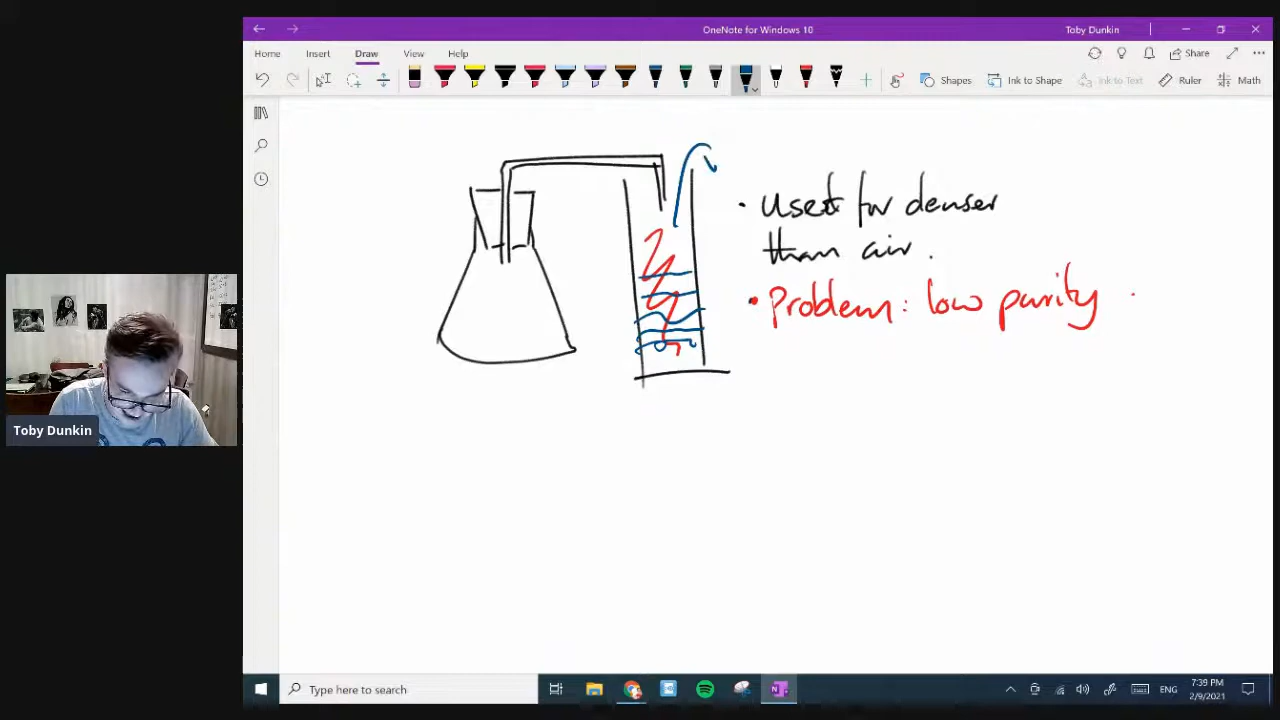 OneNote for Windows 10
Toby Dunkin
Home Insert Draw View Help
Share
Shapes Ink to Shape Ink to Text Ruler Math
• Used for denser
than air.
• Problem: low purity.
Toby Dunkin
Type here to search
ENG
7:39 PM
2/9/2021